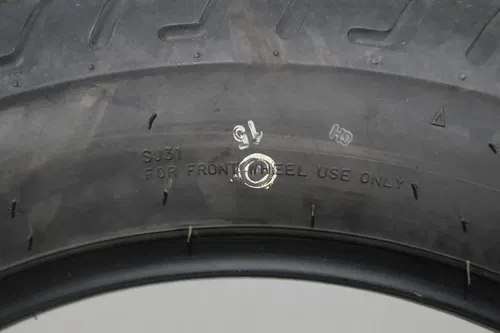 15
HD
SJ31
FOR FRONT WHEEL USE ONLY